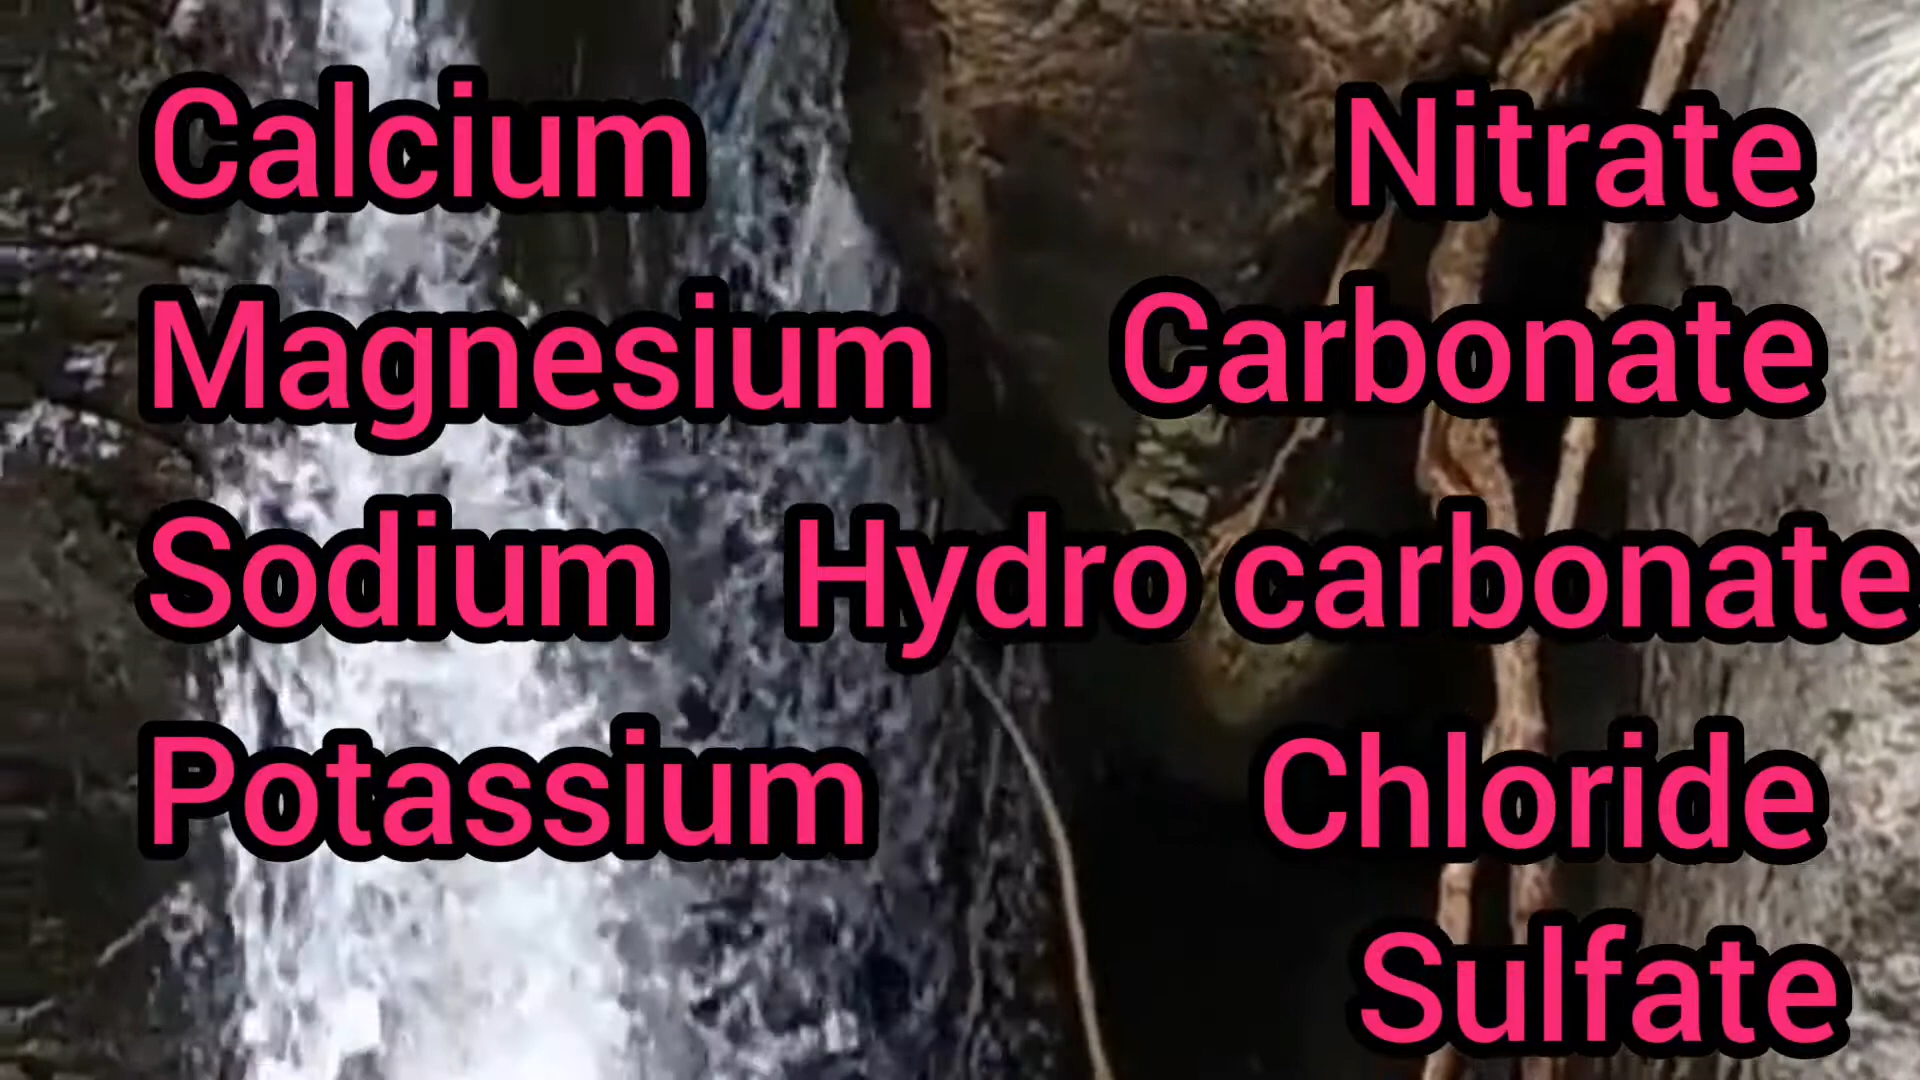 Calcium
Magnesium
Sodium
Potassium
Nitrate
Carbonate
Hydro carbonate
Chloride
Sulfate